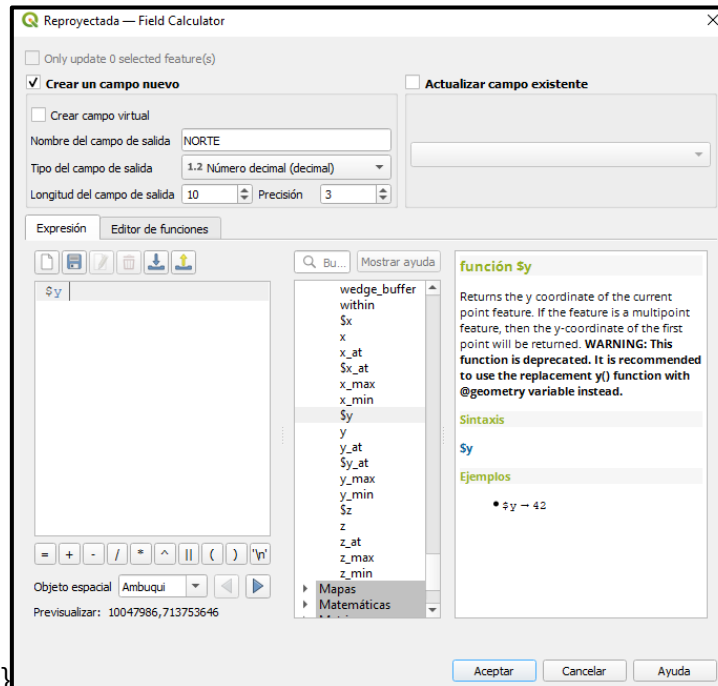 Reproyectada — Field Calculator
Only update 0 selected feature(s)
Crear un campo nuevo
Actualizar campo existente
Crear campo virtual
Nombre del campo de salida NORTE
Tipo del campo de salida 1.2 Número decimal (decimal)
Longitud del campo de salida 10 Precisión 3
Expresión Editor de funciones
$y
= + - / * ^ || ( ) '\n'
Objeto espacial Ambuqui
Previsualizar: 10047986,713753646
Bu... Mostrar ayuda
wedge_buffer
within
$x
x
x_at
$x_at
x_max
x_min
$y
y
y_at
$y_at
y_max
y_min
$z
z
z_at
z_max
z_min
Mapas
Matemáticas
función $y
Returns the y coordinate of the current
point feature. If the feature is a multipoint
feature, then the y-coordinate of the first
point will be returned. WARNING: This
function is deprecated. It is recommended
to use the replacement y() function with
@geometry variable instead.
Sintaxis
$y
Ejemplos
• $y → 42
Aceptar Cancelar Ayuda
}